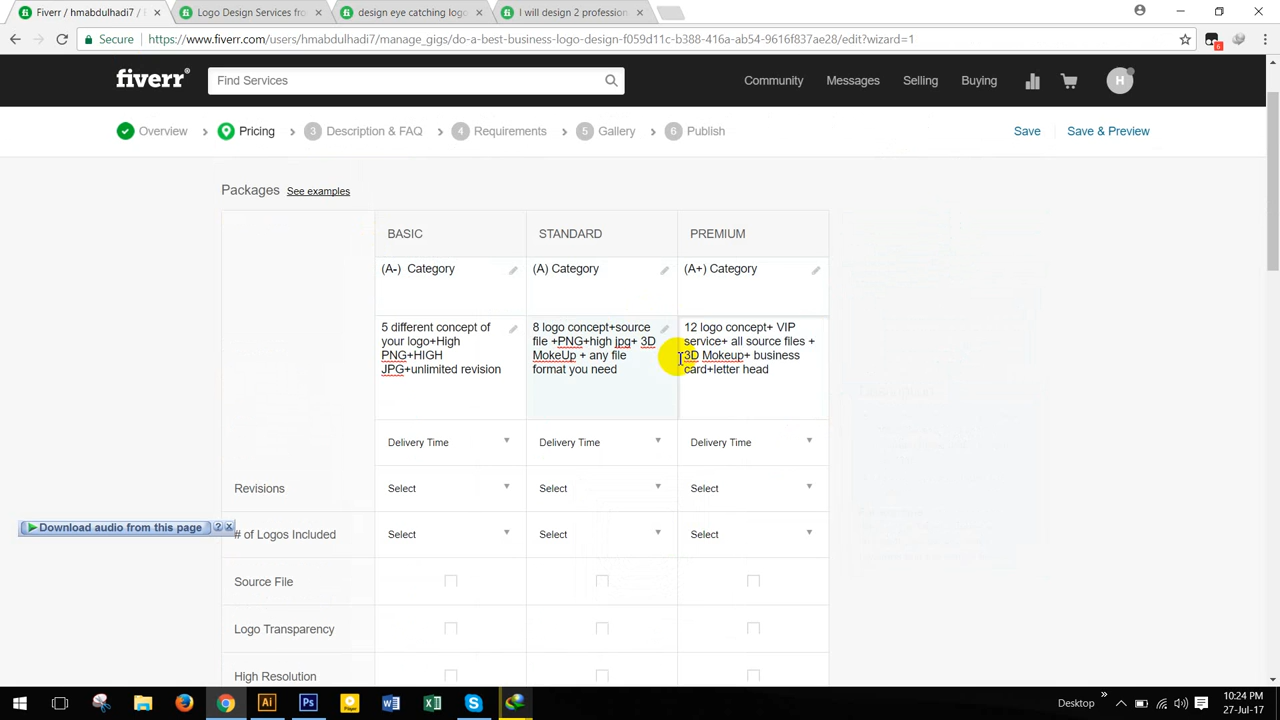 Fiverr / hmabdulhadi7 /
Logo Design Services fro
design eye catching logo
I will design 2 profession
Secure https://www.fiverr.com/users/hmabdulhadi7/manage_gigs/do-a-best-business-logo-design-f059d11c-b388-416a-ab54-9616f837ae28/edit?wizard=1
6
fiverr®
Find Services
Community
Messages
Selling
Buying
H
Overview
Pricing
3 Description & FAQ
4 Requirements
5 Gallery
6 Publish
Save
Save & Preview
Packages See examples
BASIC
STANDARD
PREMIUM
(A-) Category
(A) Category
(A+) Category
5 different concept of
your logo+High
PNG+HIGH
JPG+unlimited revision
8 logo concept+source
file +PNG+high jpg+ 3D
MokeUp + any file
format you need
12 logo concept+ VIP
service+ all source files +
3D Mokeup+ business
card+letter head
Delivery Time
Delivery Time
Delivery Time
Revisions
Select
Select
Select
Download audio from this page ? x
# of Logos Included
Select
Select
Select
Source File
Logo Transparency
High Resolution
Ai
Ps
Player
Desktop
10:24 PM
27-Jul-17